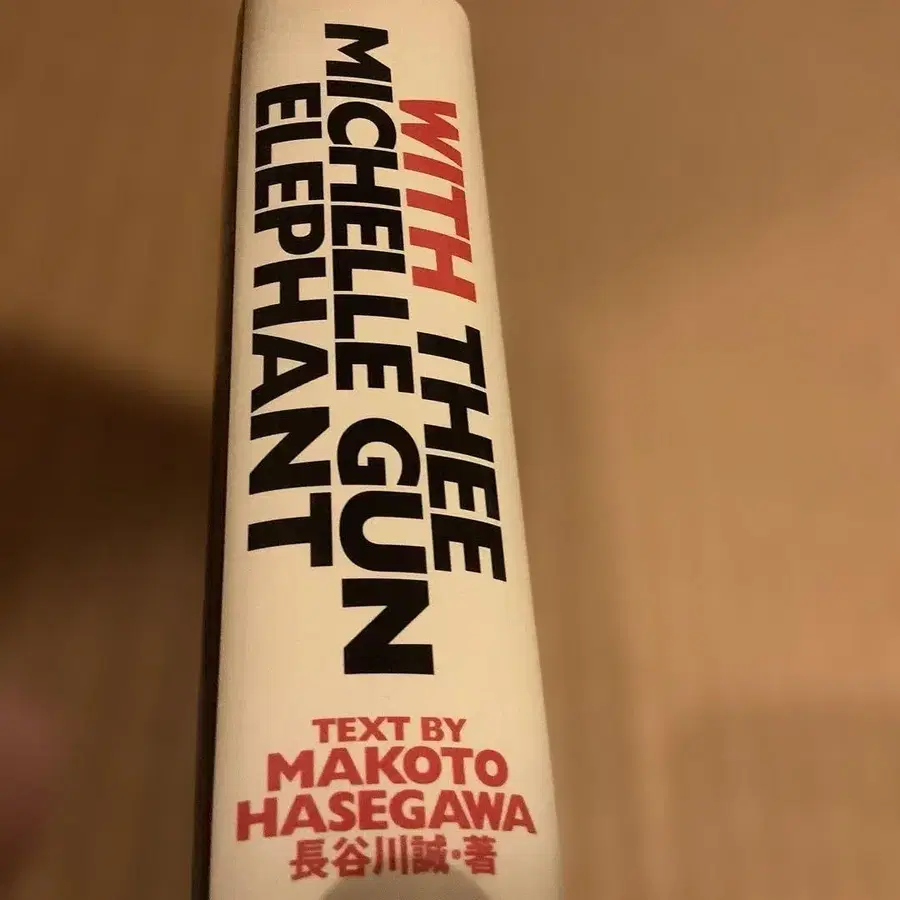 WITH THEE
MICHELLE GUN
ELEPHANT
TEXT BY
MAKOTO
HASEGAWA
長谷川誠・著